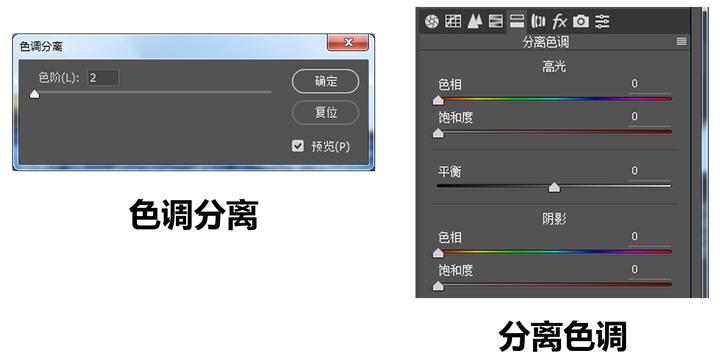 色调分离
色阶(L): 2
确定
复位
预览(P)
色调分离
fx
分离色调
高光
色相 0
饱和度 0
平衡 0
阴影
色相 0
饱和度 0
分离色调